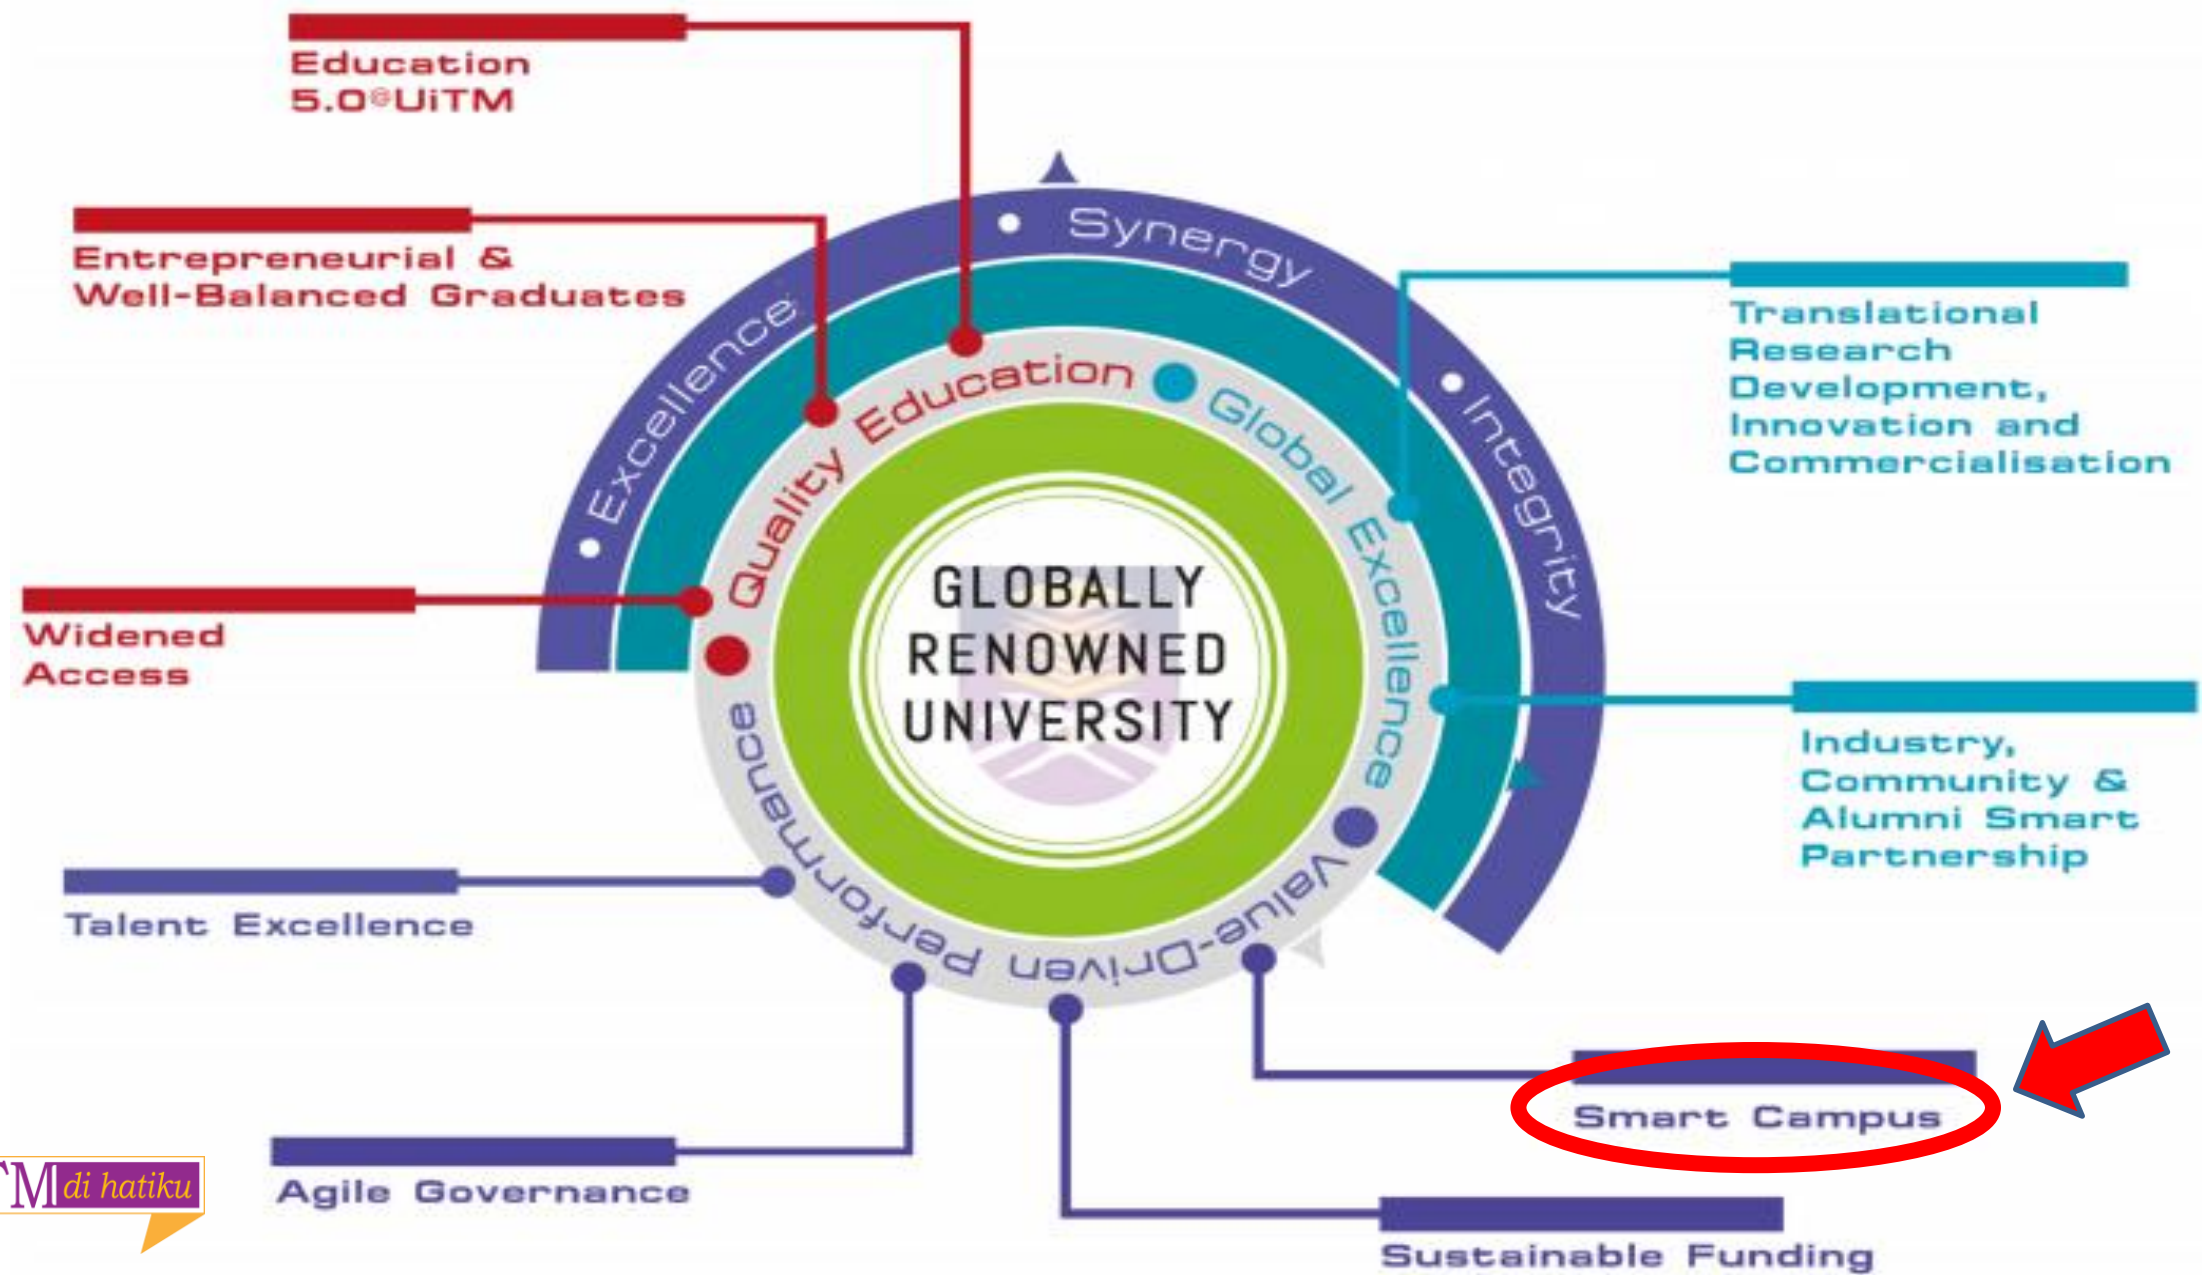 Education
5.0@UiTM
Entrepreneurial &
Well-Balanced Graduates
Widened
Access
Talent Excellence
Agile Governance
Excellence
Synergy
Integrity
Quality Education
Global Excellence
Value-Driven Performance
GLOBALLY
RENOWNED
UNIVERSITY
Translational
Research
Development,
Innovation and
Commercialisation
Industry,
Community &
Alumni Smart
Partnership
Smart Campus
Sustainable Funding
TM di hatiku